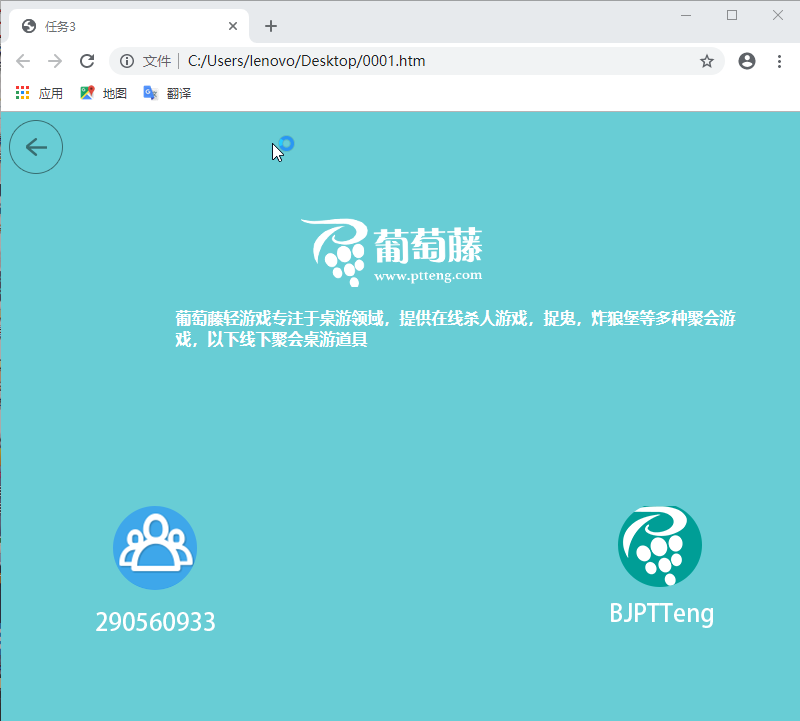 任务3
文件 C:/Users/lenovo/Desktop/0001.htm
应用 地图 翻译
葡萄藤
www.ptteng.com
葡萄藤轻游戏专注于桌游领域，提供在线杀人游戏，捉鬼，炸狼堡等多种聚会游
戏，以下线下聚会桌游道具
290560933
BJPTTeng